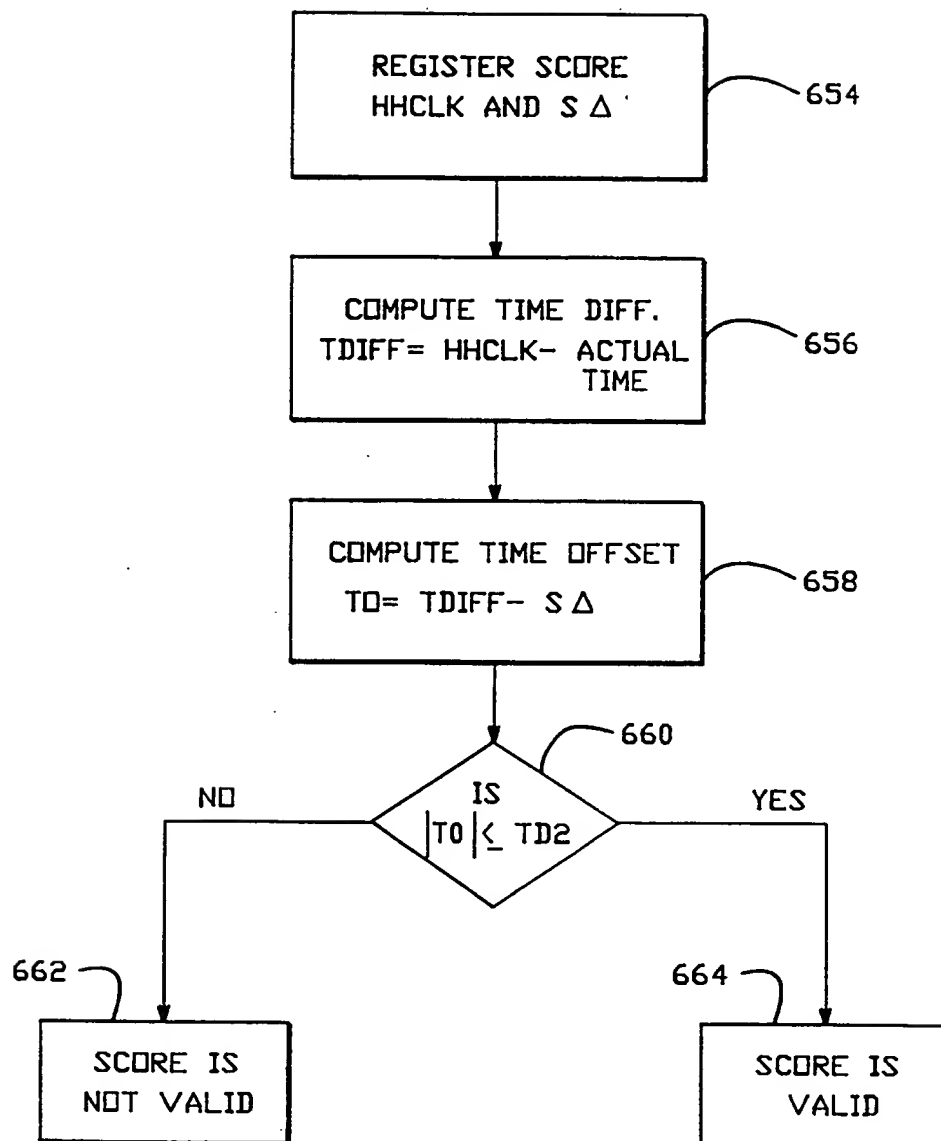 REGISTER SCORE
HHCLK AND S Δ
654
COMPUTE TIME DIFF.
TDIFF= HHCLK- ACTUAL
TIME
656
COMPUTE TIME OFFSET
TO= TDIFF- S Δ
658
660
IS
|TO| ≤ TD2
NO
YES
662
664
SCORE IS
NOT VALID
SCORE IS
VALID